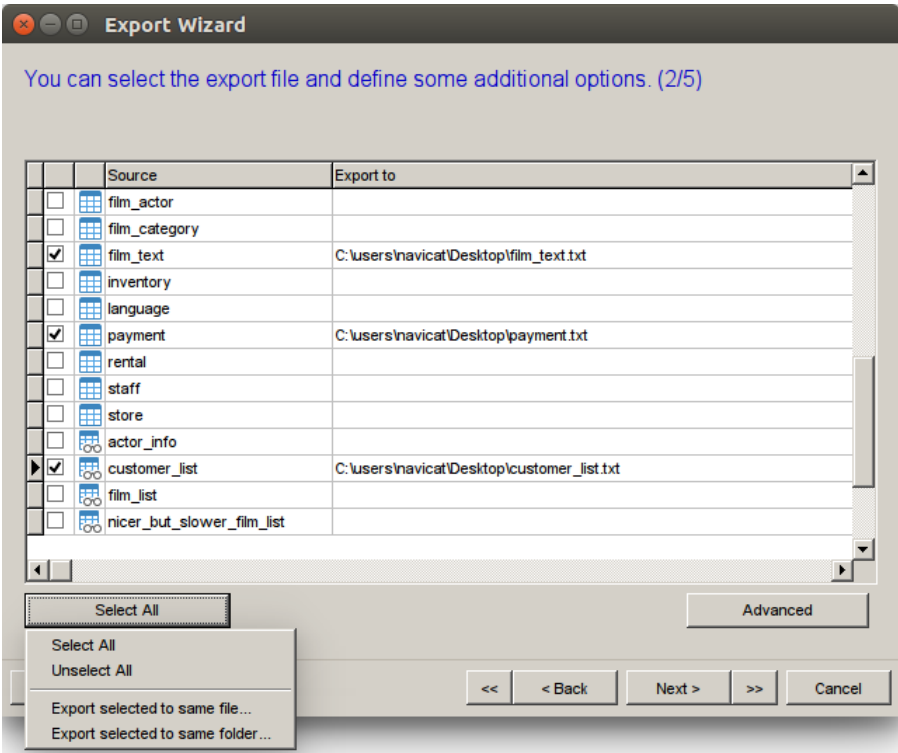 Export Wizard
You can select the export file and define some additional options. (2/5)
Source Export to
film_actor
film_category
film_text C:\users\navicat\Desktop\film_text.txt
inventory
language
payment C:\users\navicat\Desktop\payment.txt
rental
staff
store
actor_info
customer_list C:\users\navicat\Desktop\customer_list.txt
film_list
nicer_but_slower_film_list
Select All Advanced
Select All
Unselect All
<< < Back Next > >> Cancel
Export selected to same file...
Export selected to same folder...